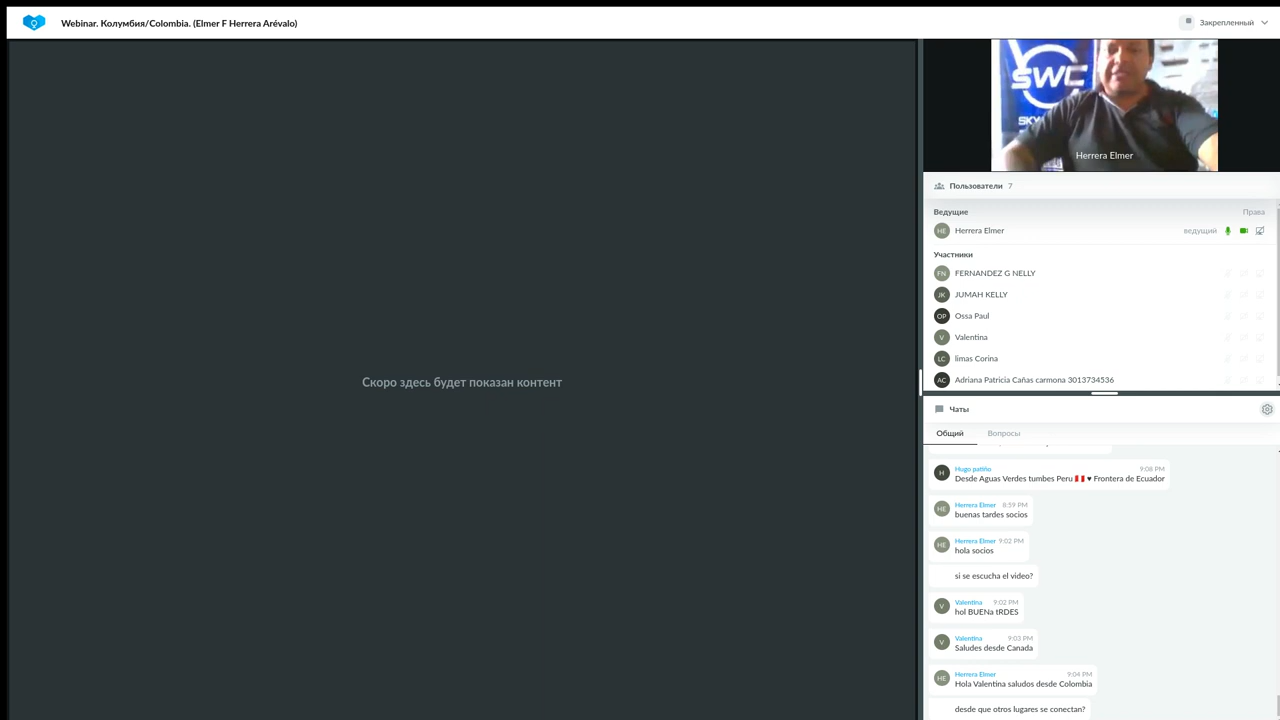 Webinar. Колумбия/Colombia. (Elmer F Herrera Arévalo)
Закрепленный
Скоро здесь будет показан контент
SWC
SKY
Herrera Elmer
Пользователи 7
Ведущие Права
HE Herrera Elmer ведущий
Участники
FN FERNANDEZ G NELLY
JK JUMAH KELLY
OP Ossa Paul
V Valentina
LC limas Corina
AC Adriana Patricia Cañas carmona 3013734536
Чаты
Общий Вопросы
H Hugo patiño 9:08 PM
Desde Aguas Verdes tumbes Peru 🇵🇪 ♥ Frontera de Ecuador
HE Herrera Elmer 8:59 PM
buenas tardes socios
HE Herrera Elmer 9:02 PM
hola socios
si se escucha el video?
V Valentina 9:02 PM
hol BUENa tRDES
V Valentina 9:03 PM
Saludes desde Canada
HE Herrera Elmer 9:04 PM
Hola Valentina saludos desde Colombia
desde que otros lugares se conectan?